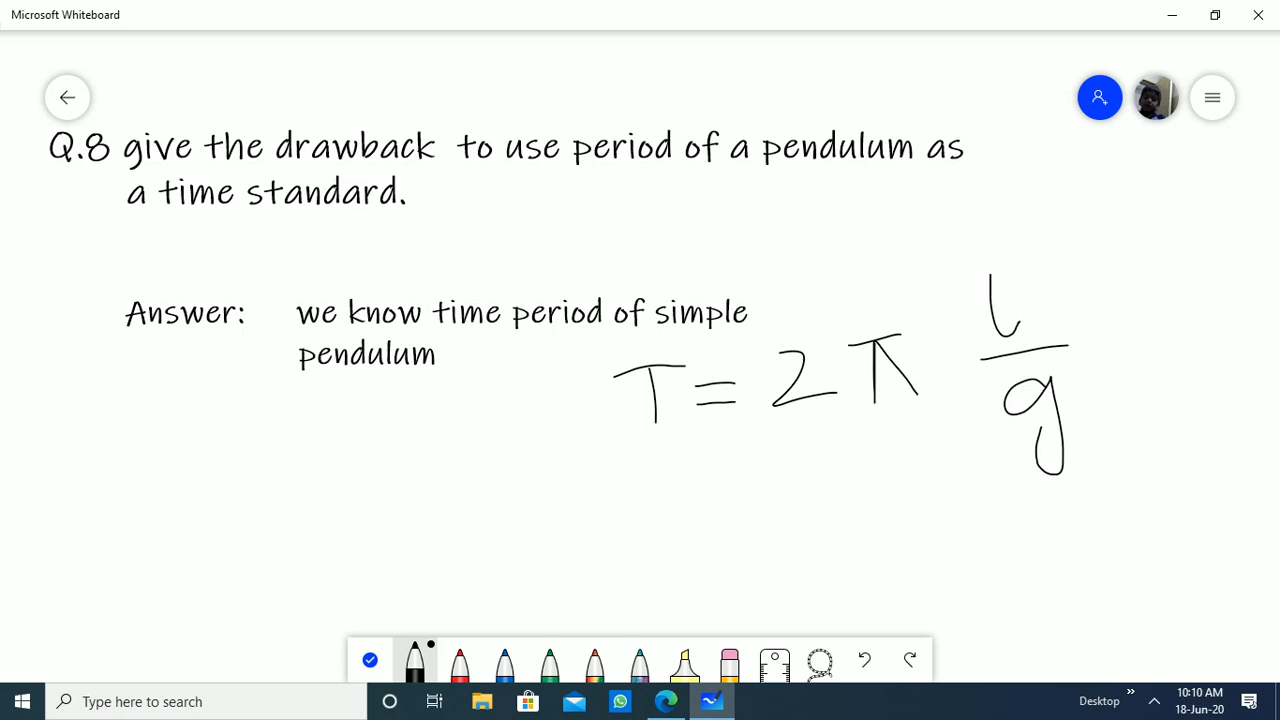 Microsoft Whiteboard
Q.8 give the drawback to use period of a pendulum as
a time standard.
Answer: we know time period of simple
pendulum
T = 2 π l/g
Type here to search
Desktop
10:10 AM
18-Jun-20